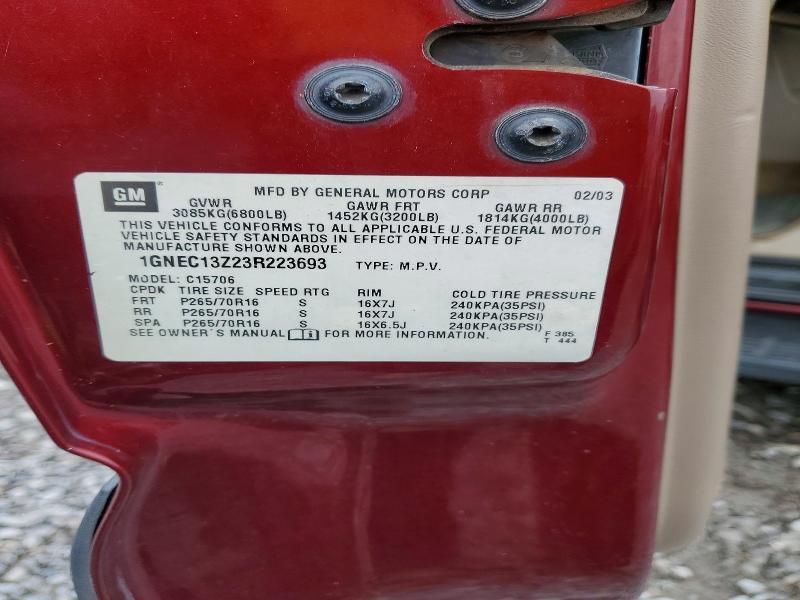 GM® MFD BY GENERAL MOTORS CORP 02/03
GVWR GAWR FRT GAWR RR
3085KG(6800LB) 1452KG(3200LB) 1814KG(4000LB)
THIS VEHICLE CONFORMS TO ALL APPLICABLE U.S. FEDERAL MOTOR
VEHICLE SAFETY STANDARDS IN EFFECT ON THE DATE OF
MANUFACTURE SHOWN ABOVE.
1GNEC13Z23R223693 TYPE: M.P.V.
MODEL: C15706
CPDK TIRE SIZE SPEED RTG RIM COLD TIRE PRESSURE
FRT P265/70R16 S 16X7J 240KPA(35PSI)
RR P265/70R16 S 16X7J 240KPA(35PSI)
SPA P265/70R16 S 16X6.5J 240KPA(35PSI)
SEE OWNER'S MANUAL FOR MORE INFORMATION. F 385
T 444